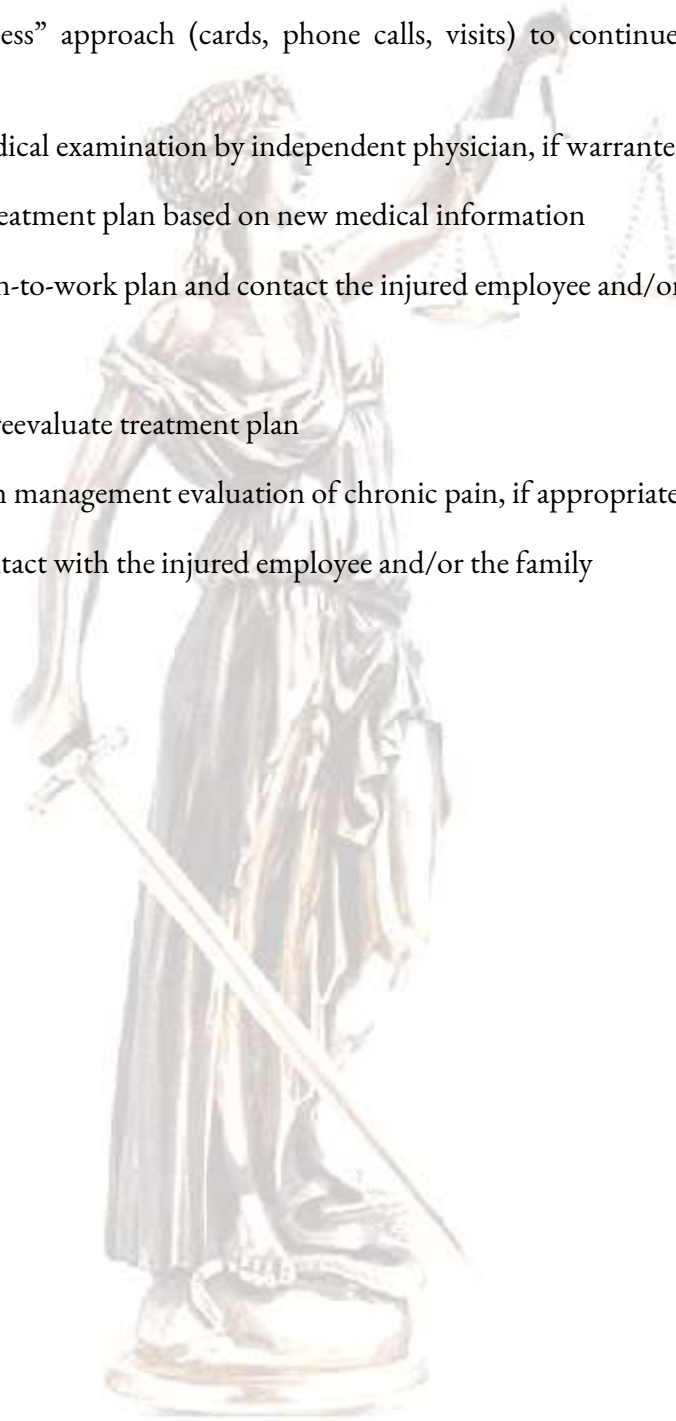 ess” approach (cards, phone calls, visits) to continue
dical examination by independent physician, if warrante
eatment plan based on new medical information
n-to-work plan and contact the injured employee and/or
reevaluate treatment plan
n management evaluation of chronic pain, if appropriate
tact with the injured employee and/or the family